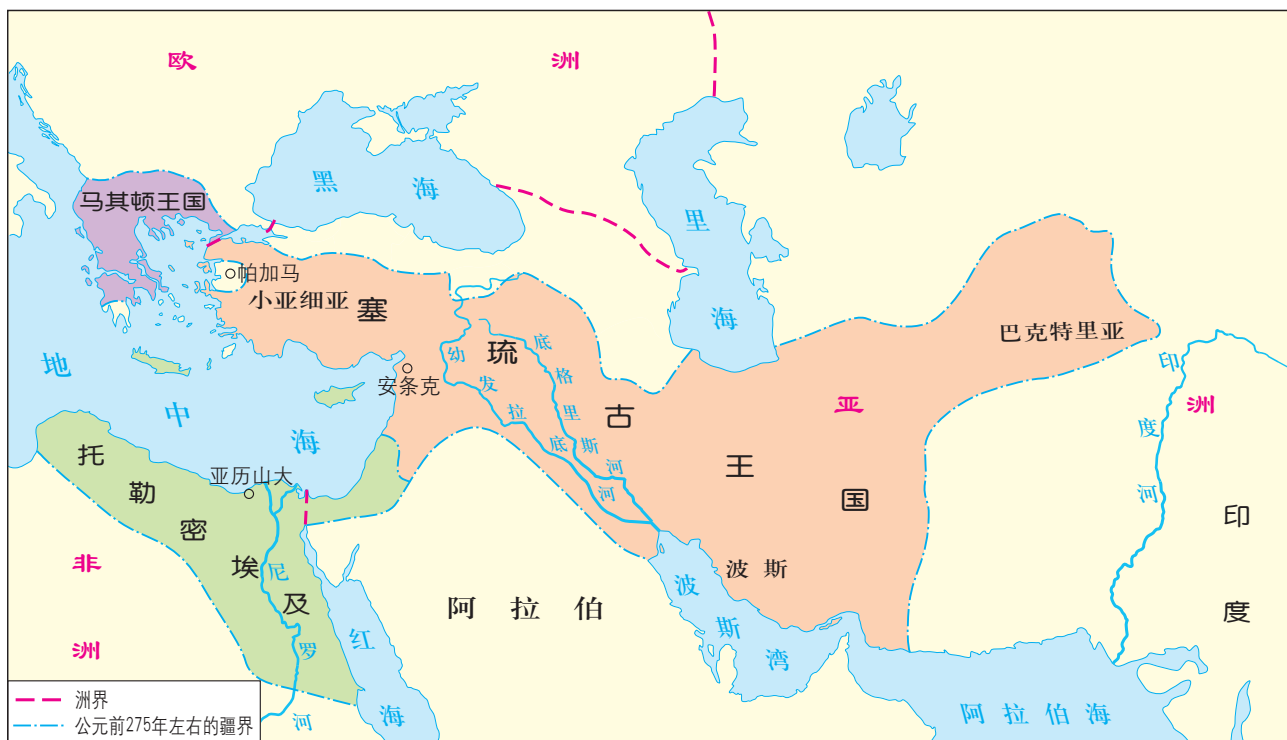 欧洲
黑海
里海
马其顿王国
帕加马
小亚细亚
塞琉古王国
巴克特里亚
地中海
安条克
幼发拉底河
底格里斯河
亚洲
印度河
托勒密埃及
亚历山大
尼罗河
非洲
红海
阿拉伯
波斯
波斯湾
阿拉伯海
印度
洲界
公元前275年左右的疆界